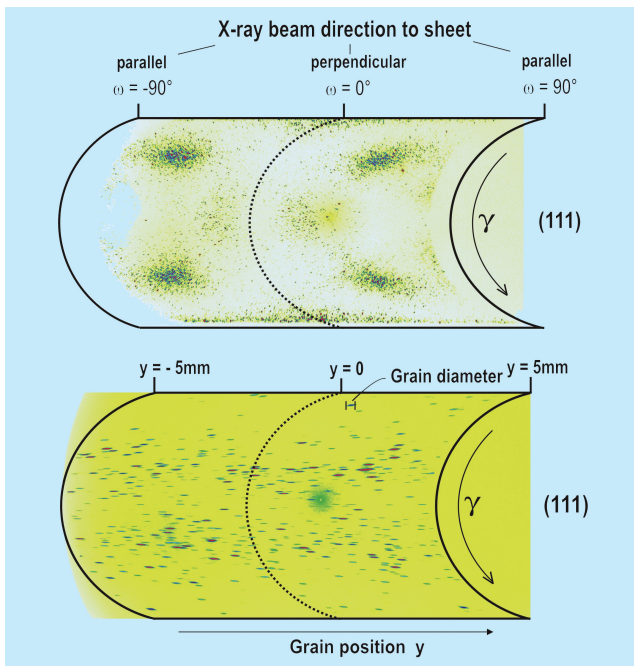 X-ray beam direction to sheet
parallel perpendicular parallel
ω = -90° ω = 0° ω = 90°
γ (111)
y = - 5mm y = 0 y = 5mm
Grain diameter
γ (111)
Grain position y